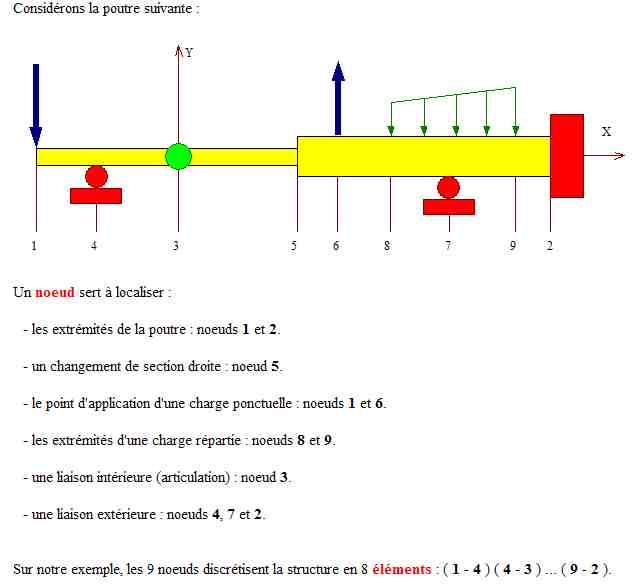 Considérons la poutre suivante :
Y
X
1 4 3 5 6 8 7 9 2
Un noeud sert à localiser :
- les extrémités de la poutre : noeuds 1 et 2.
- un changement de section droite : noeud 5.
- le point d'application d'une charge ponctuelle : noeuds 1 et 6.
- les extrémités d'une charge répartie : noeuds 8 et 9.
- une liaison intérieure (articulation) : noeud 3.
- une liaison extérieure : noeuds 4, 7 et 2.
Sur notre exemple, les 9 noeuds discrétisent la structure en 8 éléments : ( 1 - 4 ) ( 4 - 3 ) ... ( 9 - 2 ).